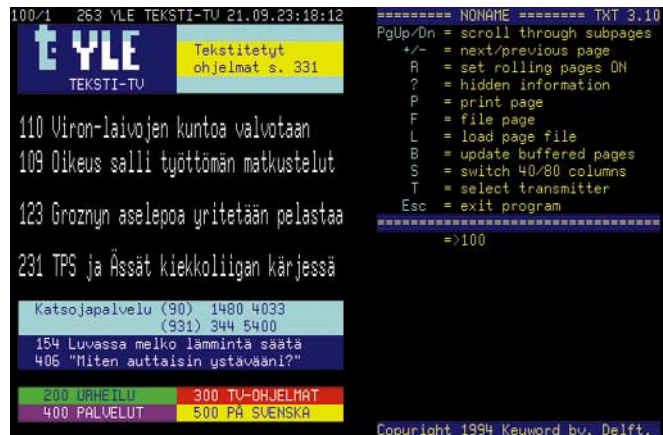 100/1 263 YLE TEKSTI-TV 21.09.23:18:12
t: YLE
TEKSTI-TV
Tekstitetyt
ohjelmat s. 331
110 Viron-laivojen kuntoa valvotaan
109 Oikeus salli työttömän matkustelut
123 Groznyn aselepoa yritetään pelastaa
231 TPS ja Ässät kiekkoliigan kärjessä
Katsojapalvelu (90) 1480 4033
(931) 344 5400
154 Luvassa melko lämmintä säätä
406 "Miten auttaisin ystävääni?"
200 URHEILU 300 TV-OHJELMAT
400 PALVELUT 500 PÅ SVENSKA
========= NONAME ======== TXT 3.10
PgUp/Dn = scroll through subpages
+/- = next/previous page
R = set rolling pages ON
? = hidden information
P = print page
F = file page
L = load page file
B = update buffered pages
S = switch 40/80 columns
T = select transmitter
Esc = exit program
==================================
=>100
Copyright 1994 Keyword bv, Delft.